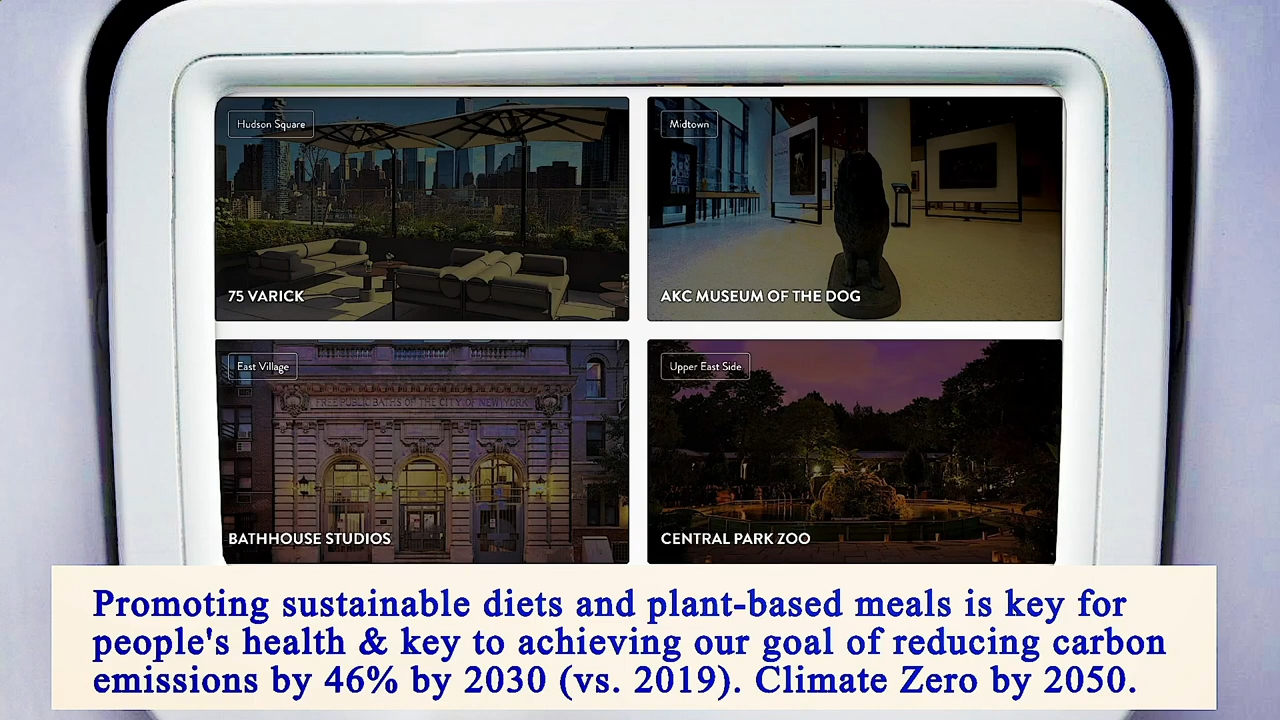 Hudson Square
75 VARICK
Midtown
AKC MUSEUM OF THE DOG
East Village
FREE PUBLIC BATHS OF THE CITY OF NEW YORK
BATHHOUSE STUDIOS
Upper East Side
CENTRAL PARK ZOO
Promoting sustainable diets and plant-based meals is key for
people's health & key to achieving our goal of reducing carbon
emissions by 46% by 2030 (vs. 2019). Climate Zero by 2050.